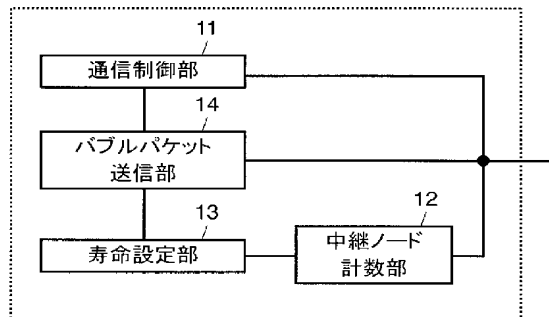 11
通信制御部
14
バブルパケット
送信部
13
寿命設定部
12
中継ノード
計数部